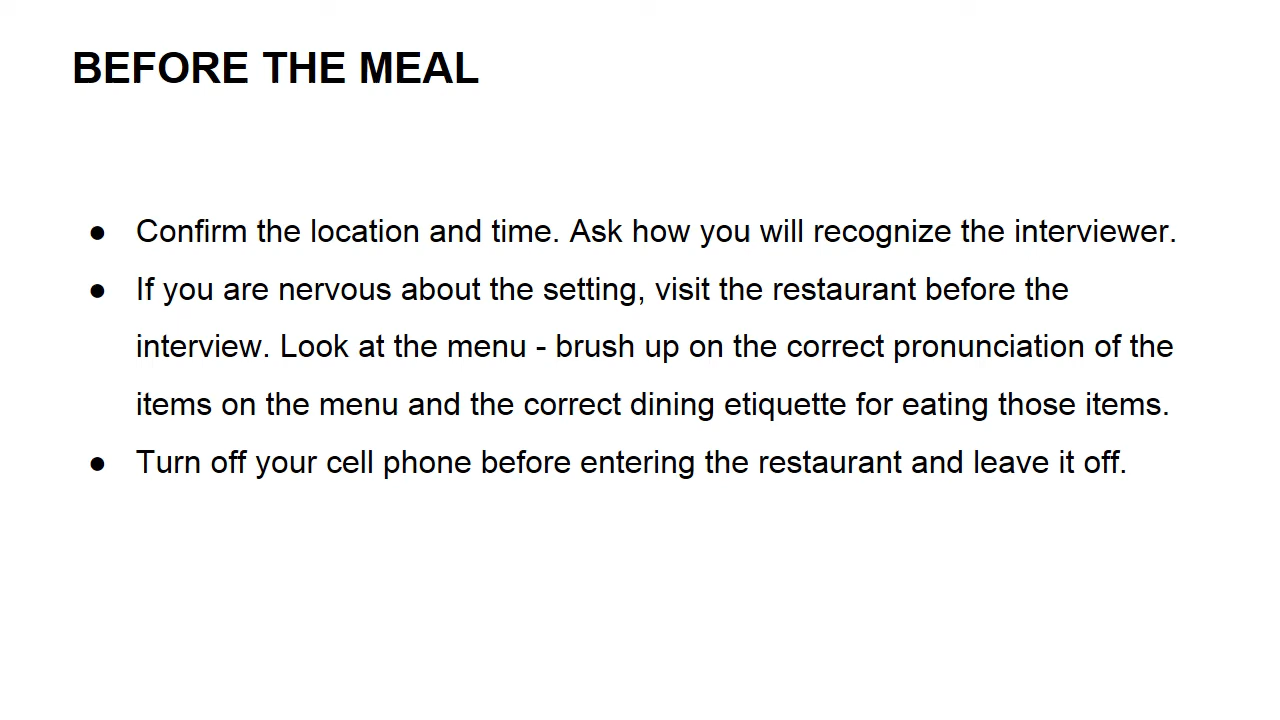 BEFORE THE MEAL
● Confirm the location and time. Ask how you will recognize the interviewer.
● If you are nervous about the setting, visit the restaurant before the
interview. Look at the menu - brush up on the correct pronunciation of the
items on the menu and the correct dining etiquette for eating those items.
● Turn off your cell phone before entering the restaurant and leave it off.